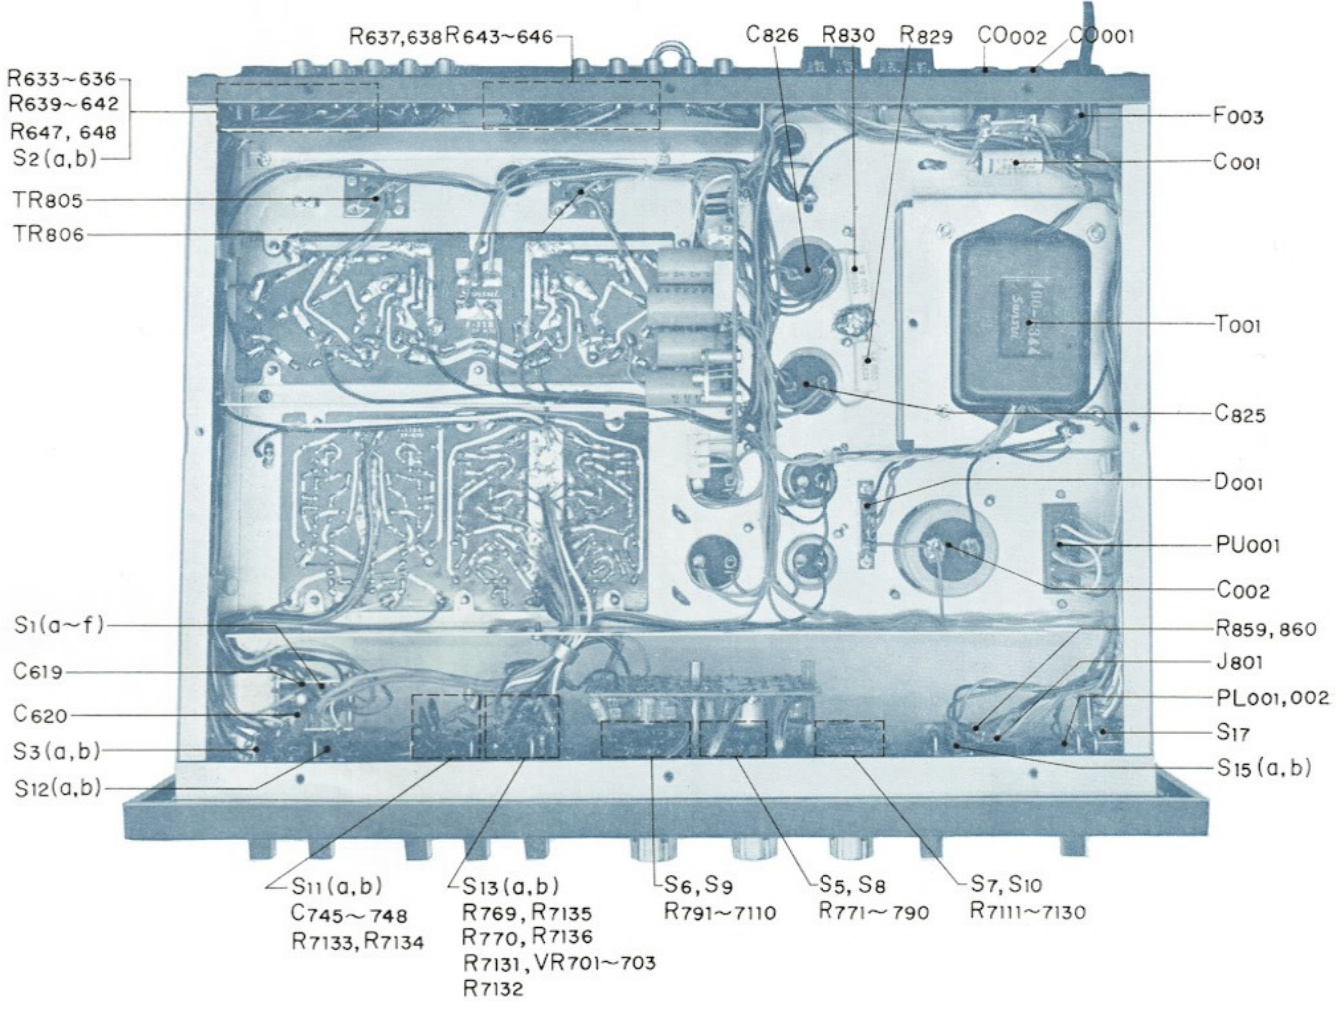 R637,638 R643~646
C826 R830 R829 CO002 CO001
R633~636
R639~642
R647, 648
S2(a,b)
F003
C001
TR805
TR806
T001
C825
D001
PU001
C002
S1(a~f)
R859,860
C619
J801
C620
PL001,002
S3(a,b)
S17
S12(a,b)
S15(a,b)
S11(a,b)
C745~748
R7133, R7134
S13(a,b)
R769, R7135
R770, R7136
R7131, VR701~703
R7132
S6, S9
R791~7110
S5, S8
R771~790
S7, S10
R7111~7130
Sansui